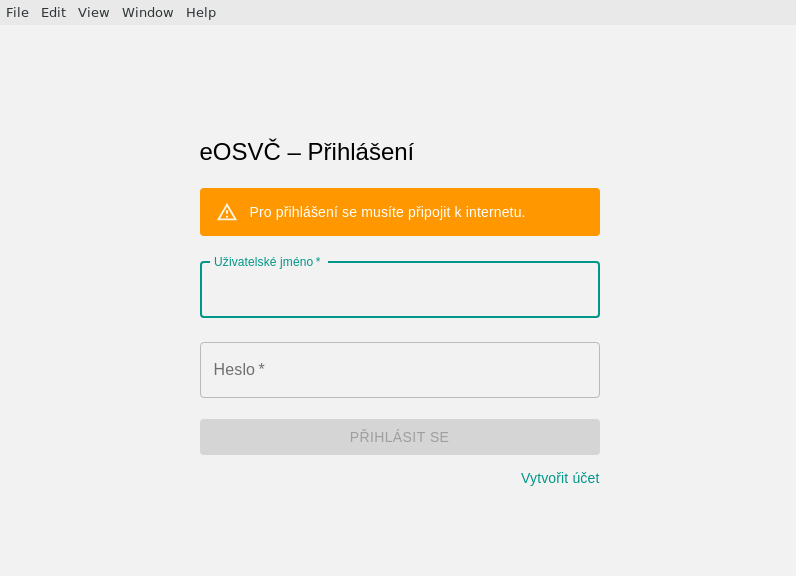 File Edit View Window Help
eOSVČ – Přihlášení
Pro přihlášení se musíte připojit k internetu.
Uživatelské jméno *
Heslo *
PŘIHLÁSIT SE
Vytvořit účet